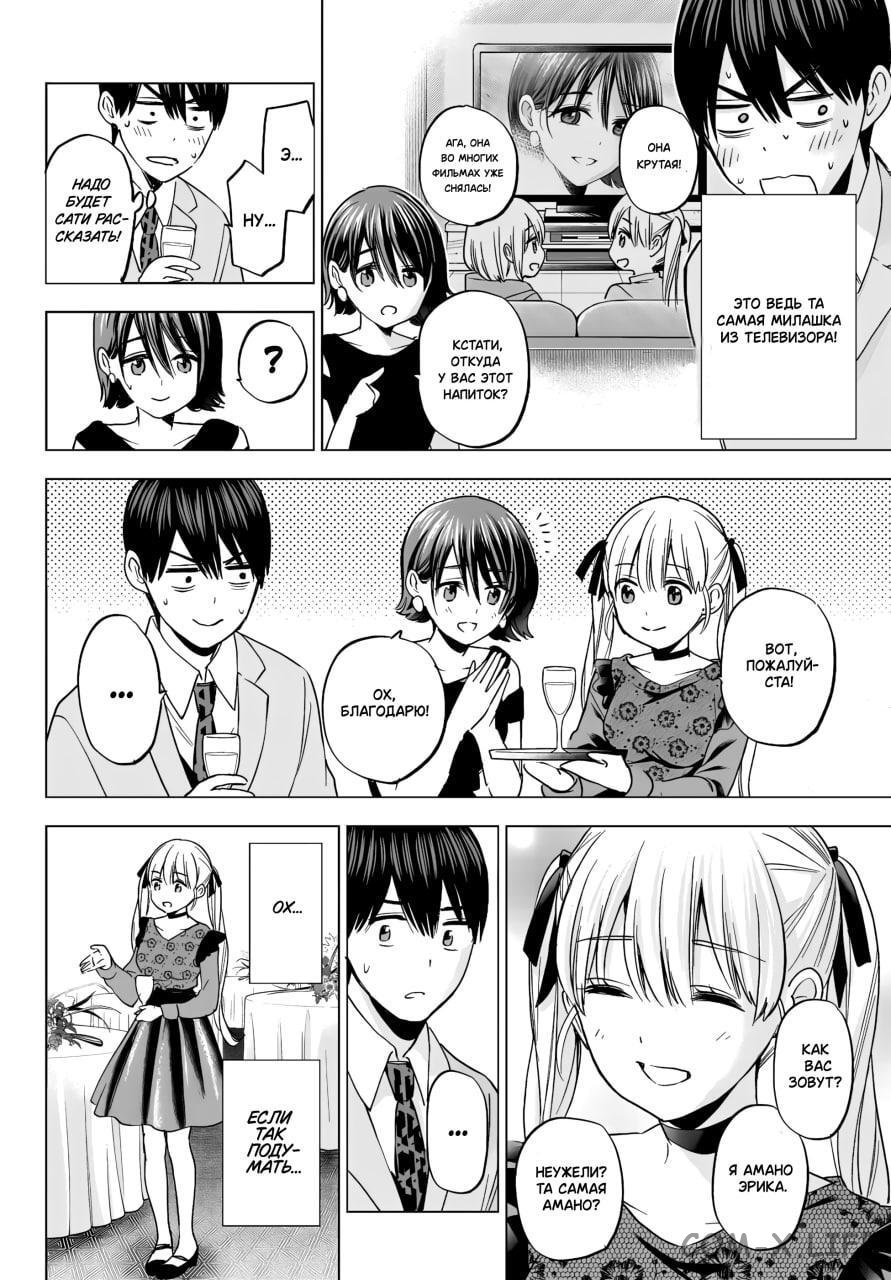 ОНА
КРУТАЯ!
АГА, ОНА
ВО МНОГИХ
ФИЛЬМАХ УЖЕ
СНЯЛАСЬ!
ЭТО ВЕДЬ ТА
САМАЯ МИЛАШКА
ИЗ ТЕЛЕВИЗОРА!
КСТАТИ,
ОТКУДА
У ВАС ЭТОТ
НАПИТОК?
Э...
НУ...
НАДО
БУДЕТ
САТИ РАС-
СКАЗАТЬ!
?
ВОТ,
ПОЖАЛУЙ-
СТА!
ОХ,
БЛАГОДАРЮ!
...
КАК
ВАС
ЗОВУТ?
Я АМАНО
ЭРИКА.
НЕУЖЕЛИ?
ТА САМАЯ
АМАНО?
...
ОХ...
ЕСЛИ
ТАК
ПОДУ-
МАТЬ...
COM-X.LIFE